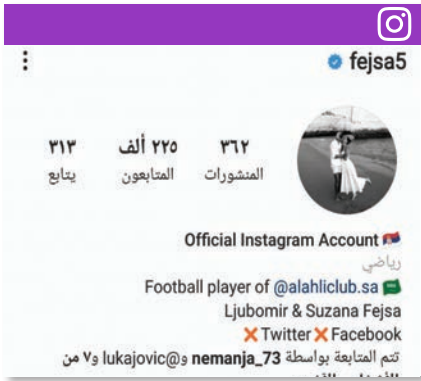 fejsa5
٣٦٢ ٢٢٥ ألف ٣١٣
المنشورات المتابعون يتابع
Official Instagram Account 🇷🇸
رياضي
Football player of @alahliclub.sa 🇸🇦
Ljubomir & Suzana Fejsa
❌Twitter❌Facebook
تتم المتابعة بواسطة nemanja_73 و@lukajovic و٧ من